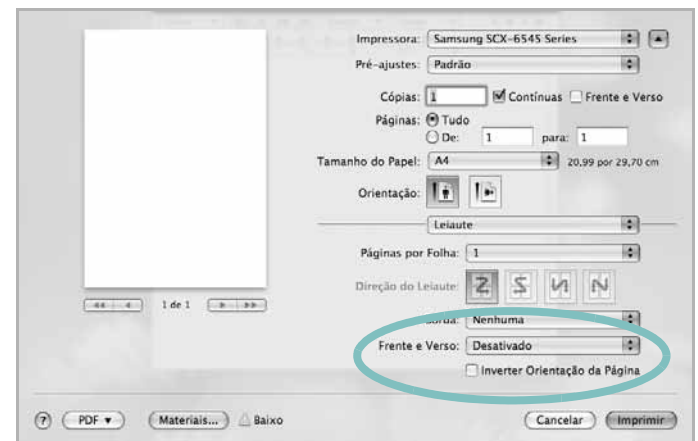 Impressora: Samsung SCX-6545 Series
Pré-ajustes: Padrão
Cópias: 1 Contínuas Frente e Verso
Páginas: Tudo
De: 1 para: 1
Tamanho do Papel: A4 20,99 por 29,70 cm
Orientação:
Leiaute
Páginas por Folha: 1
Direção do Leiaute:
Nenhuma
Frente e Verso: Desativado
Inverter Orientação da Página
1 de 1
? PDF Materiais... Baixo Cancelar Imprimir